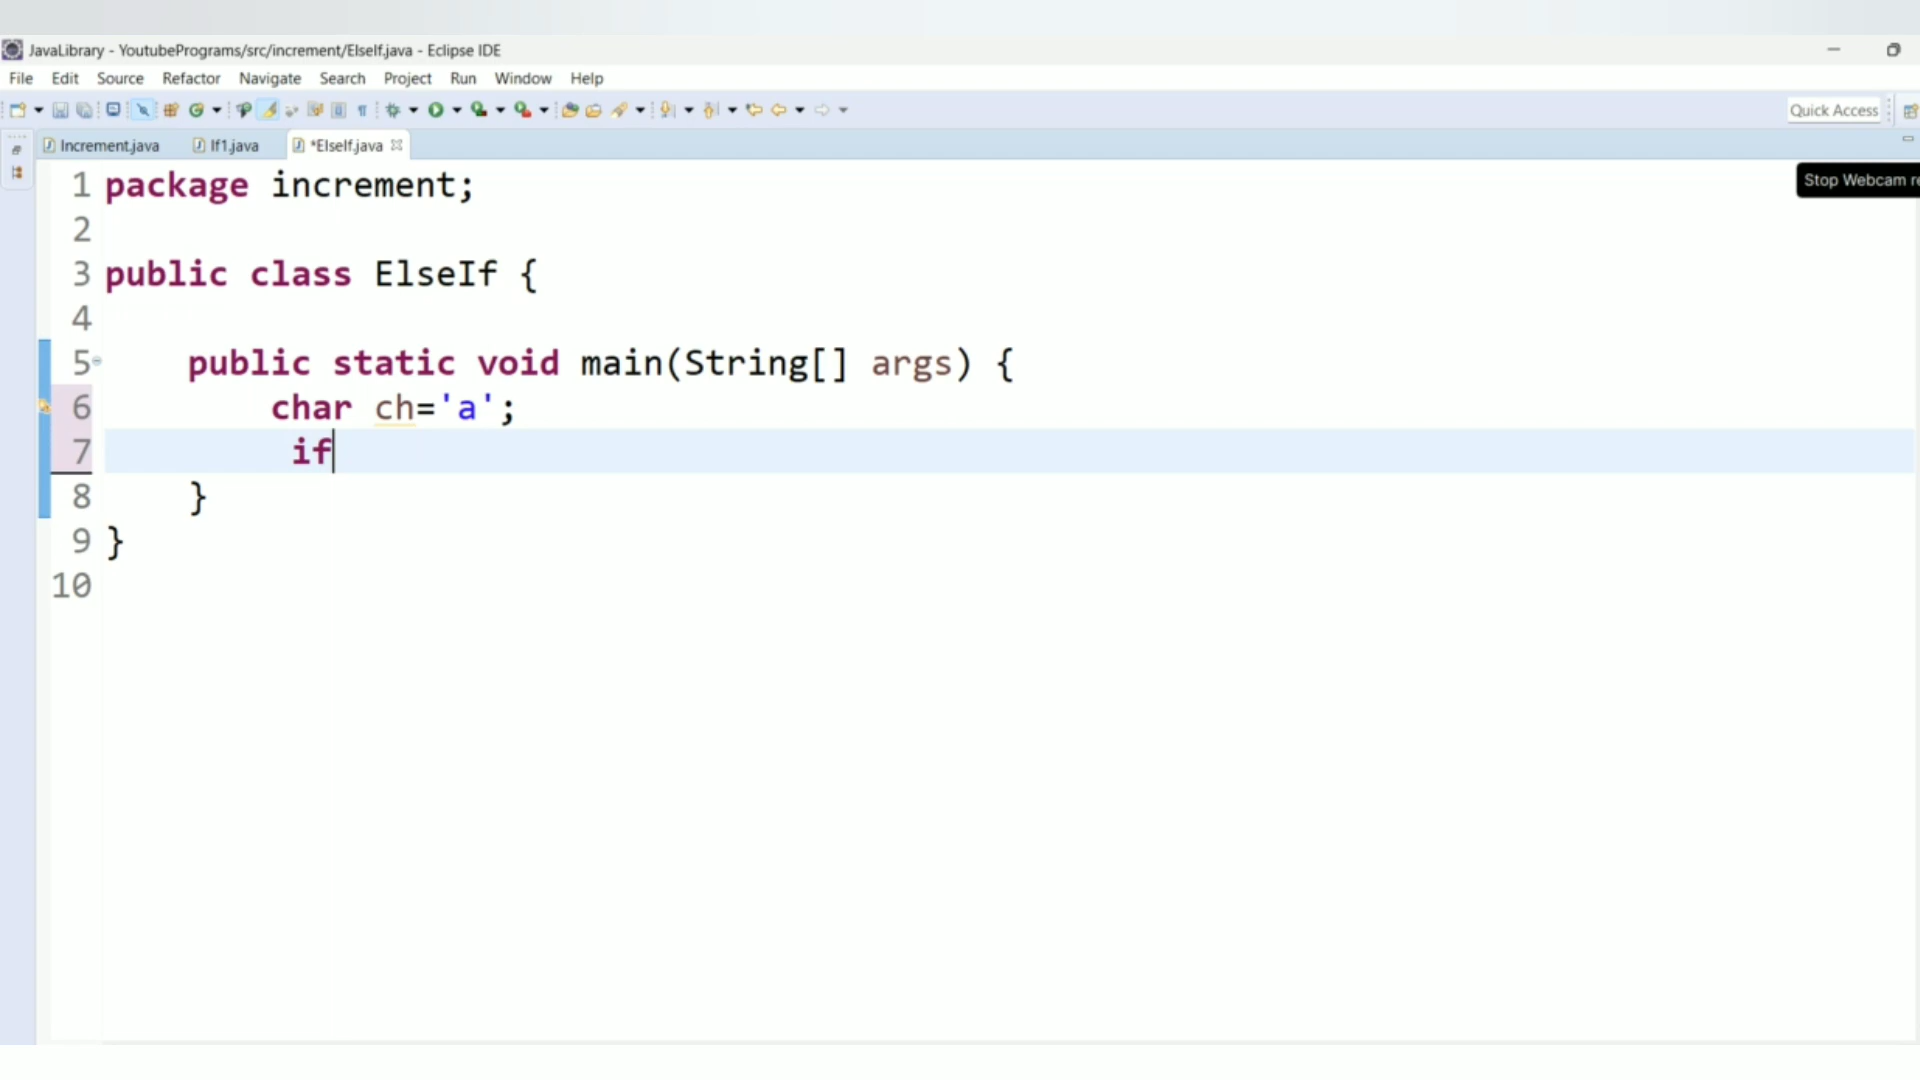 JavaLibrary - YoutubePrograms/src/increment/ElseIf.java - Eclipse IDE
File Edit Source Refactor Navigate Search Project Run Window Help
Quick Access
Increment.java If1.java *ElseIf.java
Stop Webcam re
1 package increment;
2
3 public class ElseIf {
4
5 public static void main(String[] args) {
6 char ch='a';
7 if
8 }
9 }
10